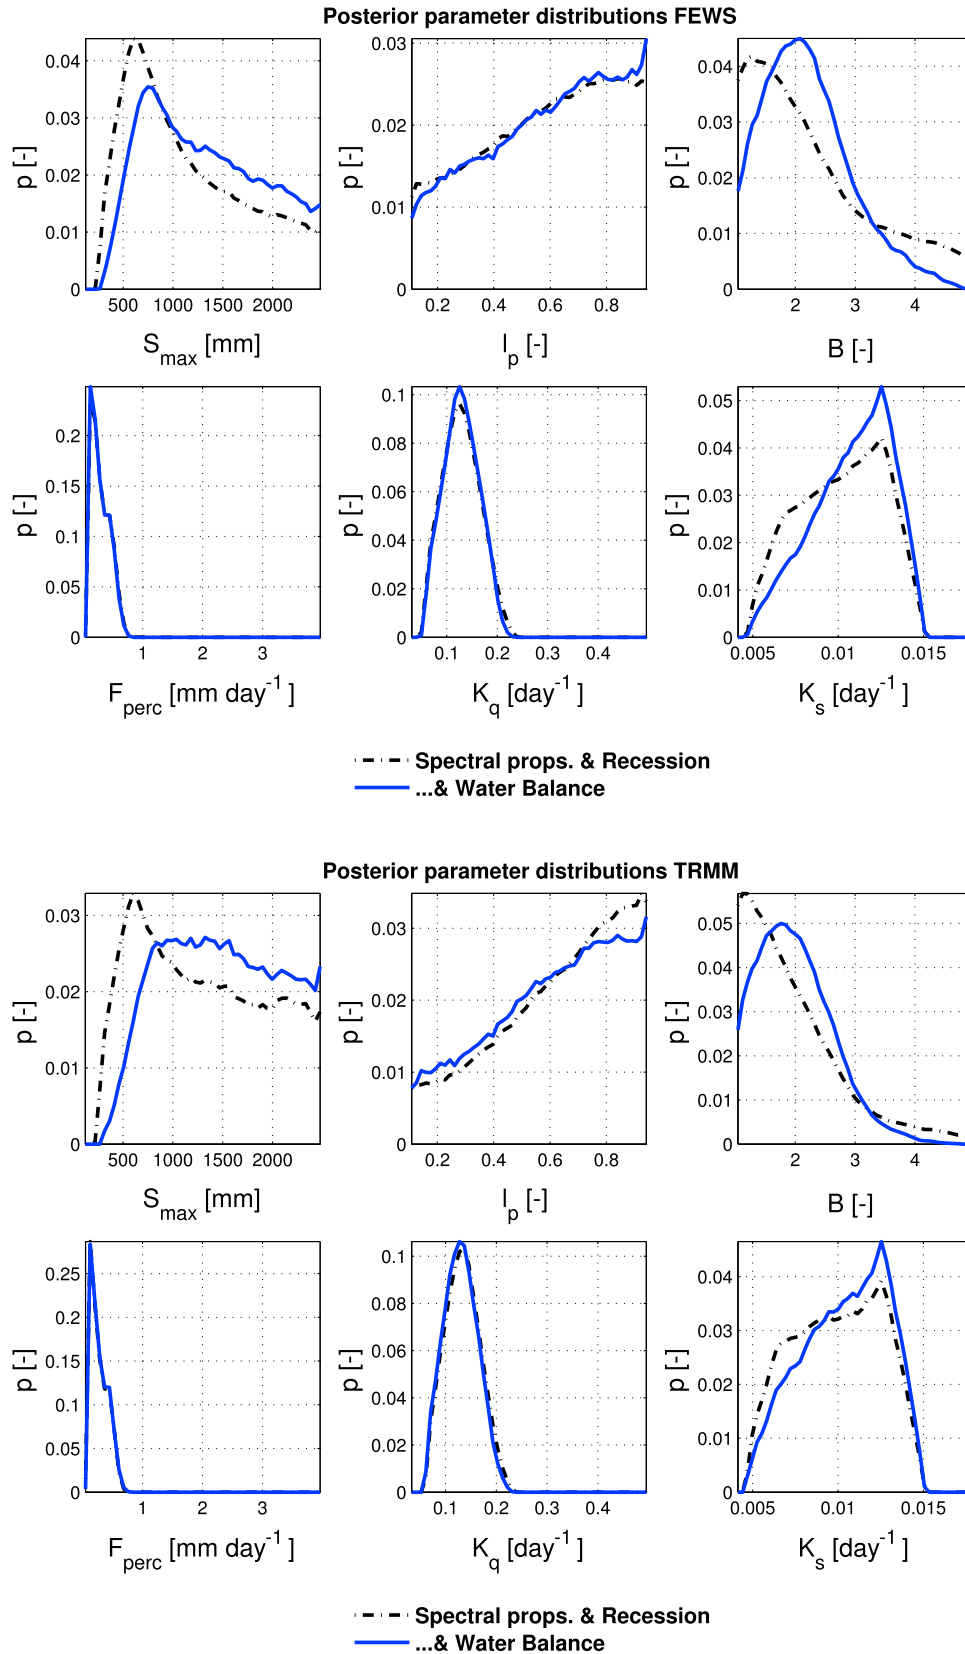 Posterior parameter distributions FEWS
0.04 0.03 0.02 0.01 0
p [-]
500 1000 1500 2000
S_max [mm]
0.03 0.02 0.01 0
p [-]
0.2 0.4 0.6 0.8
l_p [-]
0.04 0.03 0.02 0.01 0
p [-]
2 3 4
B [-]
0.2 0.15 0.1 0.05 0
p [-]
1 2 3
F_perc [mm day^-1 ]
0.1 0.08 0.06 0.04 0.02 0
p [-]
0.1 0.2 0.3 0.4
K_q [day^-1 ]
0.05 0.04 0.03 0.02 0.01 0
p [-]
0.005 0.01 0.015
K_s [day^-1 ]
Spectral props. & Recession
...& Water Balance
Posterior parameter distributions TRMM
0.03 0.02 0.01 0
p [-]
500 1000 1500 2000
S_max [mm]
0.03 0.02 0.01 0
p [-]
0.2 0.4 0.6 0.8
l_p [-]
0.05 0.04 0.03 0.02 0.01 0
p [-]
2 3 4
B [-]
0.25 0.2 0.15 0.1 0.05 0
p [-]
1 2 3
F_perc [mm day^-1 ]
0.1 0.08 0.06 0.04 0.02 0
p [-]
0.1 0.2 0.3 0.4
K_q [day^-1 ]
0.04 0.03 0.02 0.01 0
p [-]
0.005 0.01 0.015
K_s [day^-1 ]
Spectral props. & Recession
...& Water Balance